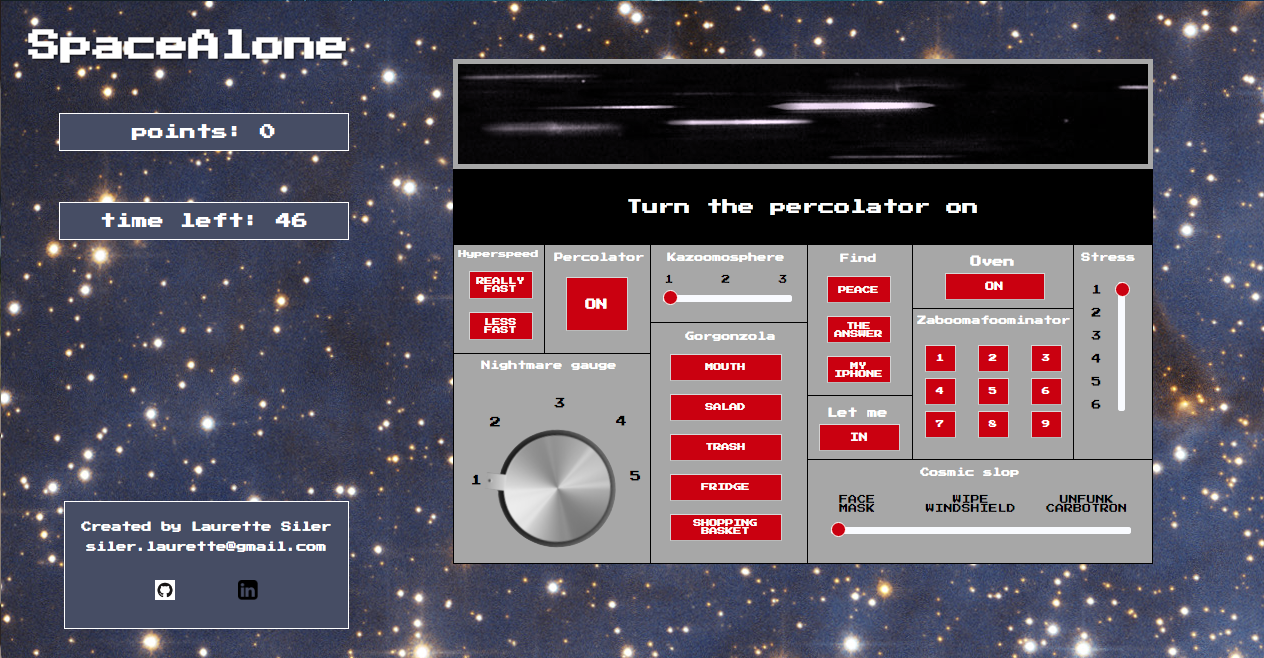 SpaceAlone
points: 0
time left: 46
Created by Laurette Siler
siler.laurette@gmail.com
in
Turn the percolator on
Hyperspeed
REALLY
FAST
LESS
FAST
Percolator
ON
Nightmare gauge
1
2
3
4
5
Kazoomosphere
1 2 3
Gorgonzola
MOUTH
SALAD
TRASH
FRIDGE
SHOPPING
BASKET
Find
PEACE
THE
ANSWER
MY
IPHONE
Let me
IN
Oven
ON
Zaboomafoominator
1 2 3
4 5 6
7 8 9
Stress
1
2
3
4
5
6
Cosmic slop
FACE
MASK
WIPE
WINDSHIELD
UNFUNK
CARBOTRON